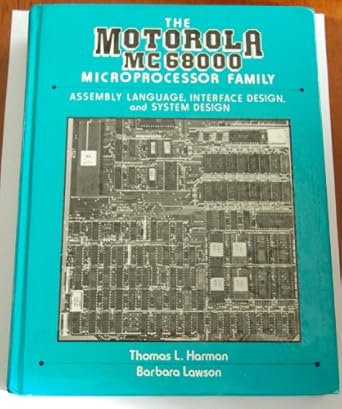 THE
MOTOROLA
MC68000
MICROPROCESSOR FAMILY
ASSEMBLY LANGUAGE, INTERFACE DESIGN,
and SYSTEM DESIGN
Thomas L. Harman
Barbara Lawson